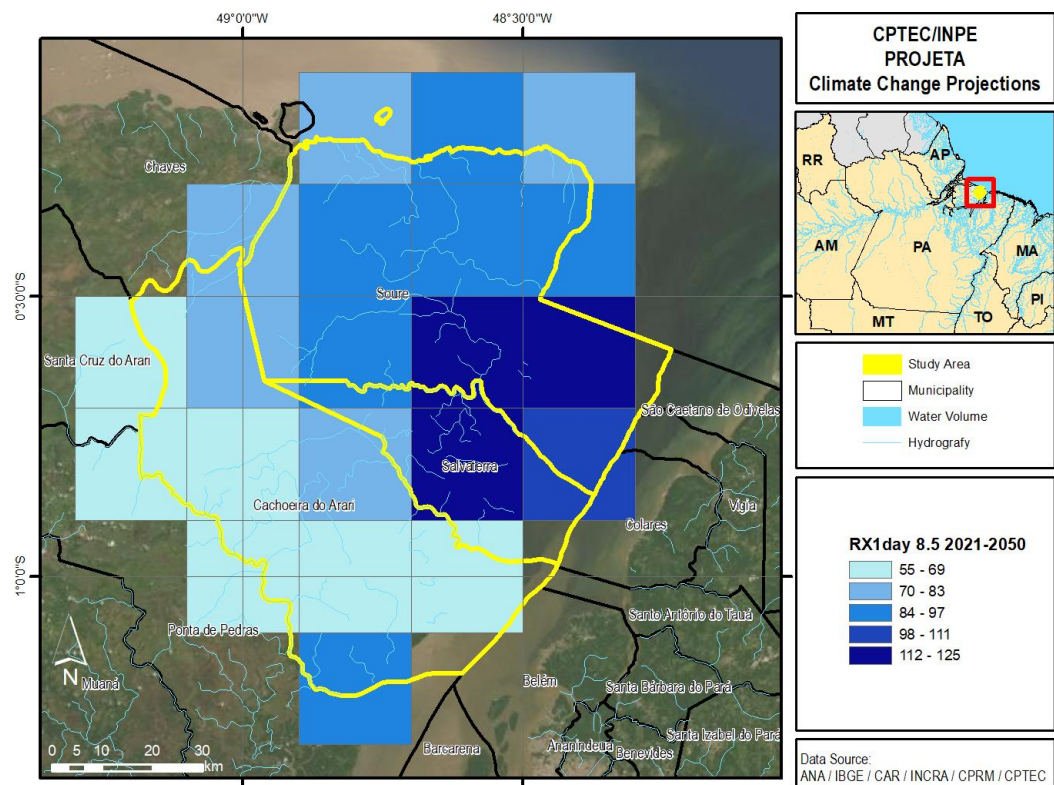 49°0'0"W
48°30'0"W
0°30'S
1°0'S
Chaves
Soure
Santa Cruz do Arari
São Caetano de Odivelas
Salvaterra
Cachoeira do Arari
Vigia
Colares
Santo Antônio do Tauá
Ponta de Pedras
Muaná
Belém
Santa Bárbara do Pará
Santa Izabel do Pará
Ananindeua
Barcarena
Benevides
N
0 5 10 20 30
km
CPTEC/INPE
PROJETA
Climate Change Projections
RR
AP
AM
PA
MA
PI
MT
TO
Study Area
Municipality
Water Volume
Hydrografy
RX1day 8.5 2021-2050
55 - 69
70 - 83
84 - 97
98 - 111
112 - 125
Data Source:
ANA / IBGE / CAR / INCRA / CPRM / CPTEC